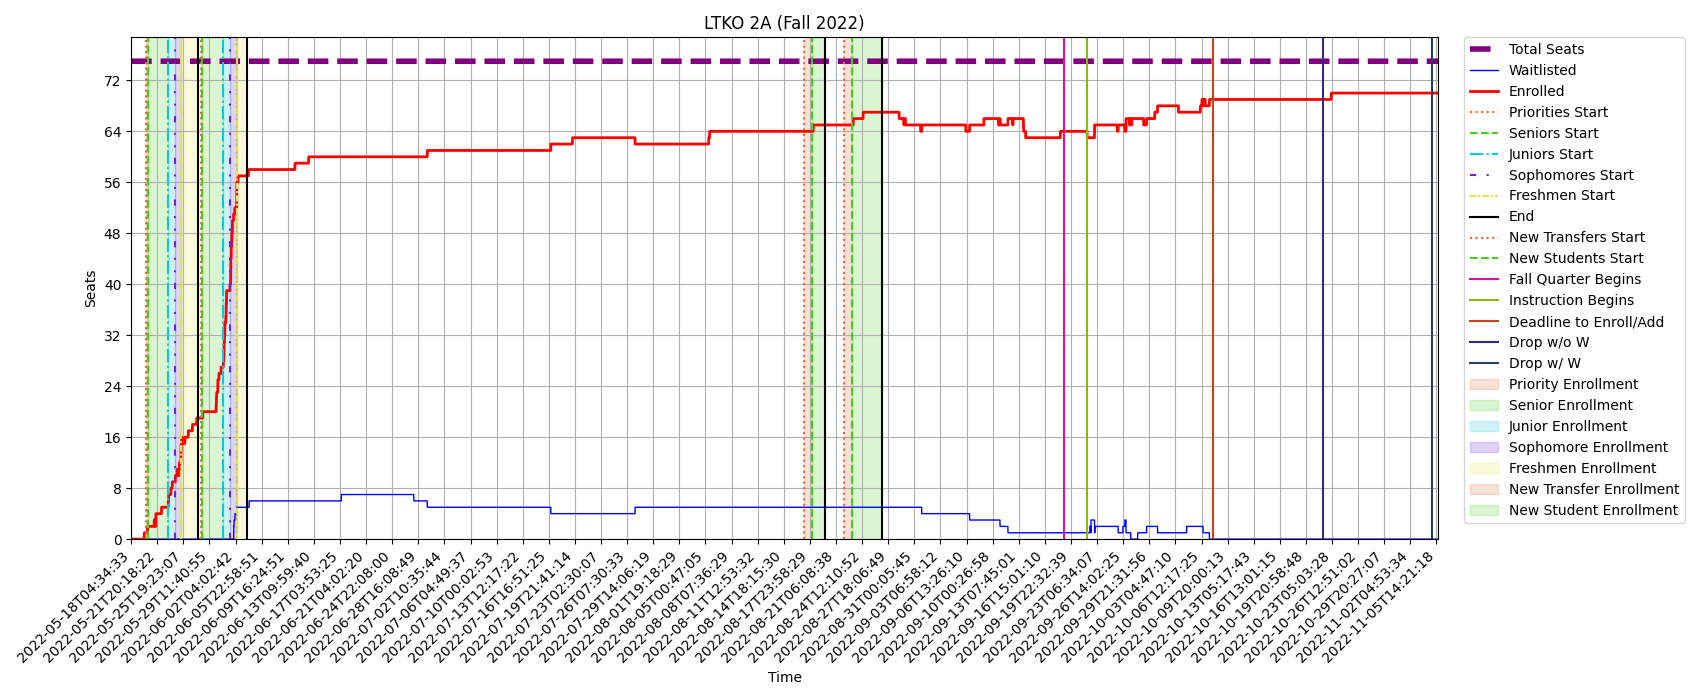 LTKO 2A (Fall 2022)
Seats
72
64
56
48
40
32
24
16
8
0
2022-05-18T04:34:33
2022-05-21T20:18:22
2022-05-25T19:23:07
2022-05-29T11:40:55
2022-06-02T04:02:42
2022-06-05T22:58:51
2022-06-09T16:24:51
2022-06-13T09:59:40
2022-06-17T03:53:25
2022-06-21T04:02:20
2022-06-24T22:08:00
2022-06-28T16:08:49
2022-07-02T10:35:44
2022-07-06T04:49:37
2022-07-10T00:02:53
2022-07-13T12:17:22
2022-07-16T16:51:25
2022-07-19T21:41:14
2022-07-23T02:30:07
2022-07-26T07:30:33
2022-07-29T14:06:19
2022-08-01T19:18:29
2022-08-05T00:47:05
2022-08-08T07:36:29
2022-08-11T12:53:32
2022-08-14T18:15:30
2022-08-17T23:58:29
2022-08-21T06:08:38
2022-08-24T12:10:52
2022-08-27T18:06:49
2022-08-31T00:05:45
2022-09-03T06:58:12
2022-09-06T13:26:10
2022-09-10T00:26:58
2022-09-13T07:45:01
2022-09-16T15:01:10
2022-09-19T22:32:39
2022-09-23T06:34:07
2022-09-26T14:02:25
2022-09-29T21:31:56
2022-10-03T04:47:10
2022-10-06T12:17:25
2022-10-09T20:00:13
2022-10-13T05:17:43
2022-10-16T13:01:15
2022-10-19T20:58:48
2022-10-23T05:03:28
2022-10-26T12:51:02
2022-10-29T20:27:07
2022-11-02T04:53:34
2022-11-05T14:21:18
Time
Total Seats
Waitlisted
Enrolled
Priorities Start
Seniors Start
Juniors Start
Sophomores Start
Freshmen Start
End
New Transfers Start
New Students Start
Fall Quarter Begins
Instruction Begins
Deadline to Enroll/Add
Drop w/o W
Drop w/ W
Priority Enrollment
Senior Enrollment
Junior Enrollment
Sophomore Enrollment
Freshmen Enrollment
New Transfer Enrollment
New Student Enrollment